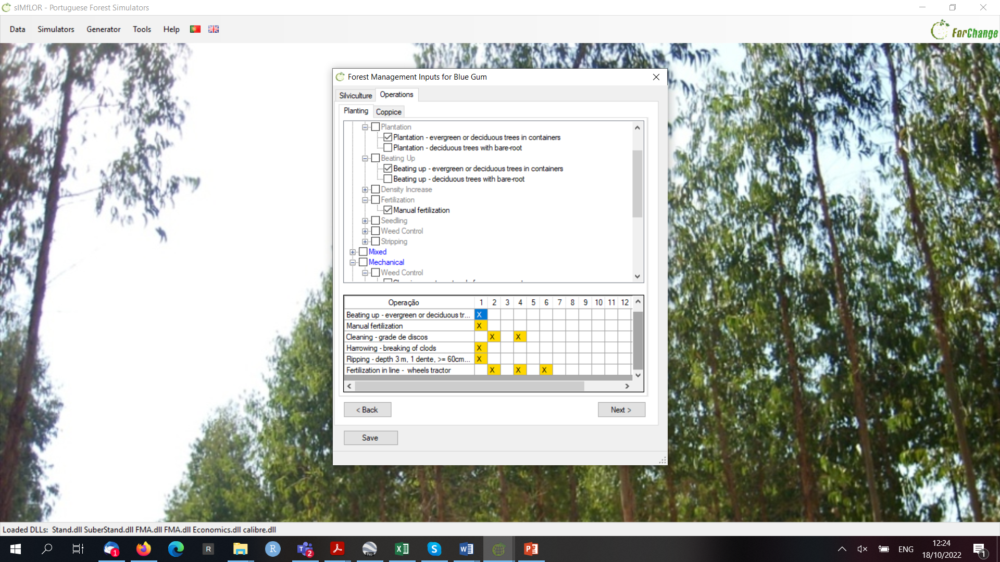 sIMfLOR - Portuguese Forest Simulators
Data Simulators Generator Tools Help
ForChange
Forest Management Inputs for Blue Gum
Silviculture Operations
Planting Coppice
Plantation
Plantation - evergreen or deciduous trees in containers
Plantation - deciduous trees with bare-root
Beating Up
Beating up - evergreen or deciduous trees in containers
Beating up - deciduous trees with bare-root
Density Increase
Fertilization
Manual fertilization
Seedling
Weed Control
Stripping
Mixed
Mechanical
Weed Control
Operação 1 2 3 4 5 6 7 8 9 10 11 12
Beating up - evergreen or deciduous tr... X
Manual fertilization X
Cleaning - grade de discos X X
Harrowing - breaking of clods X
Ripping - depth 3 m, 1 dente, >= 60cm... X
Fertilization in line - wheels tractor X X X
< Back Next >
Save
Loaded DLLs: Stand.dll SuberStand.dll FMA.dll FMA.dll Economics.dll calibre.dll
1 R R T 2 Pro X S W P ENG 12:24
18/10/2022 1